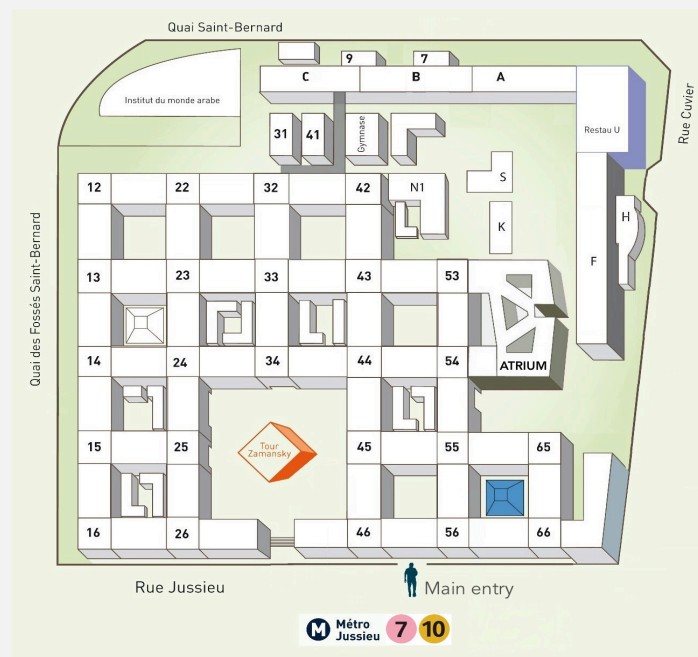 Quai Saint-Bernard
9
7
C
B
A
Institut du monde arabe
Rue Cuvier
31
41
Gymnase
Restau U
12
22
32
42
N1
S
K
H
F
Quai des Fossés Saint-Bernard
13
23
33
43
53
14
24
34
44
54
ATRIUM
15
25
Tour
Zamansky
45
55
65
16
26
46
56
66
Rue Jussieu
Main entry
M
Métro
Jussieu
7
10